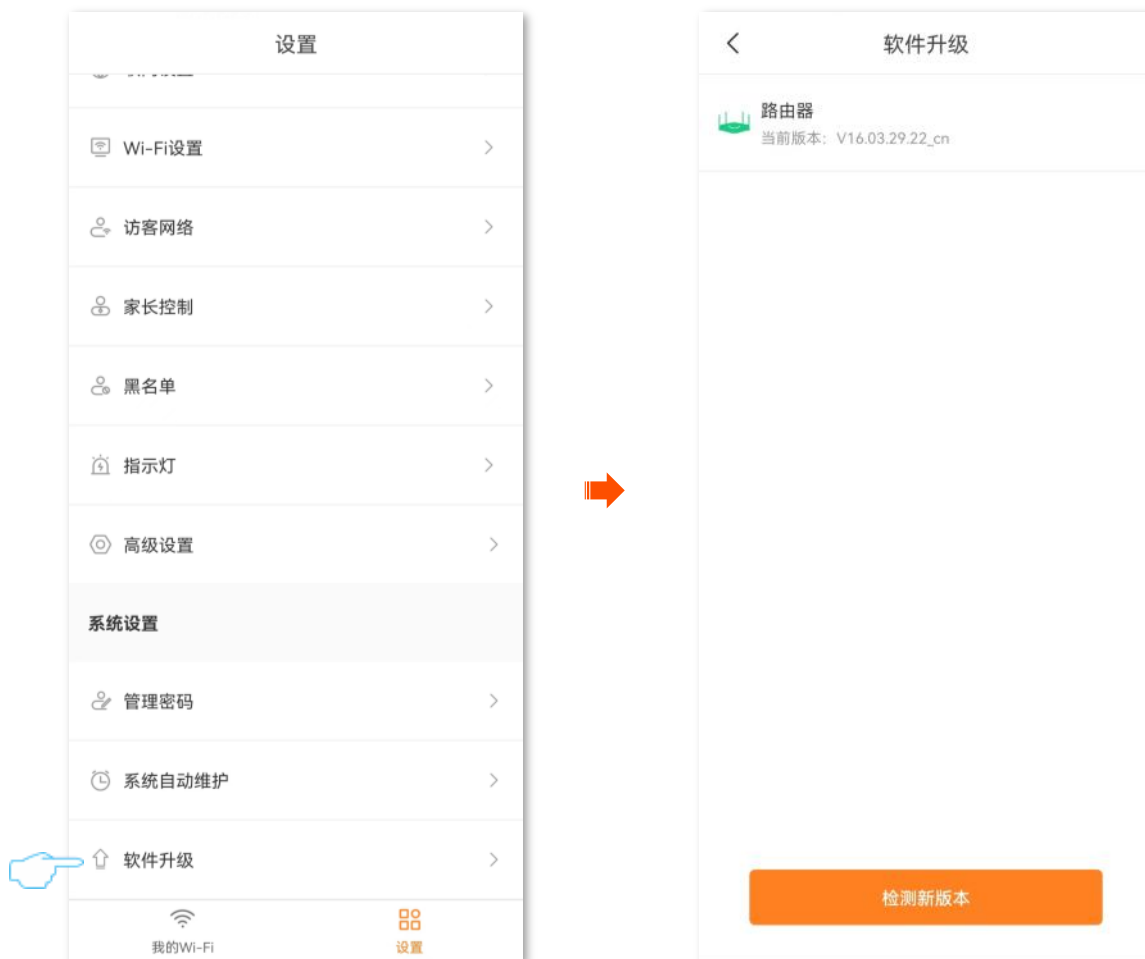 设置
Wi-Fi设置
访客网络
家长控制
黑名单
指示灯
高级设置
系统设置
管理密码
系统自动维护
软件升级
我的Wi-Fi
设置
软件升级
路由器
当前版本：V16.03.29.22_cn
检测新版本